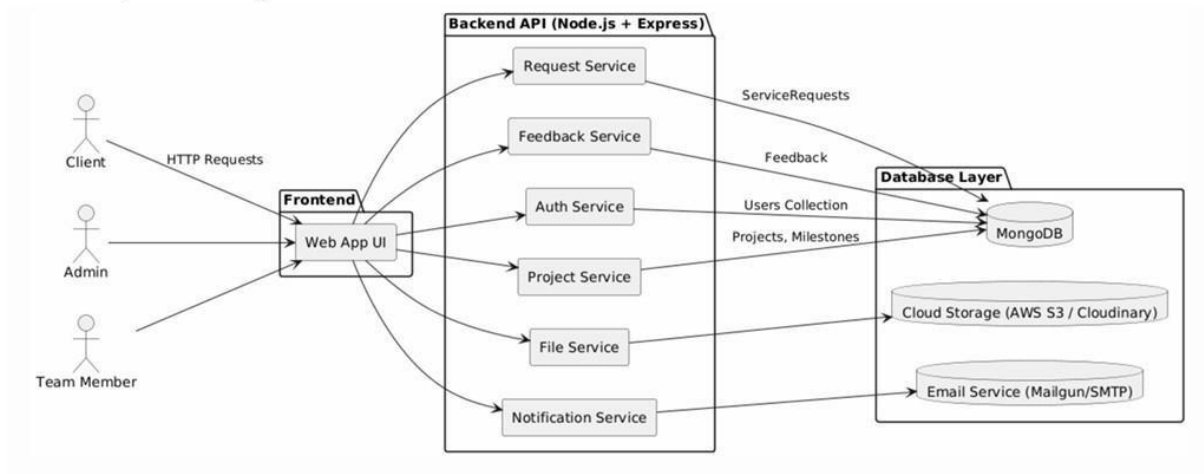 Backend API (Node.js + Express)
Request Service
ServiceRequests
Client
HTTP Requests
Feedback Service
Feedback
Database Layer
Frontend
Auth Service
Users Collection
MongoDB
Web App UI
Projects, Milestones
Admin
Project Service
Cloud Storage (AWS S3 / Cloudinary)
File Service
Team Member
Email Service (Mailgun/SMTP)
Notification Service